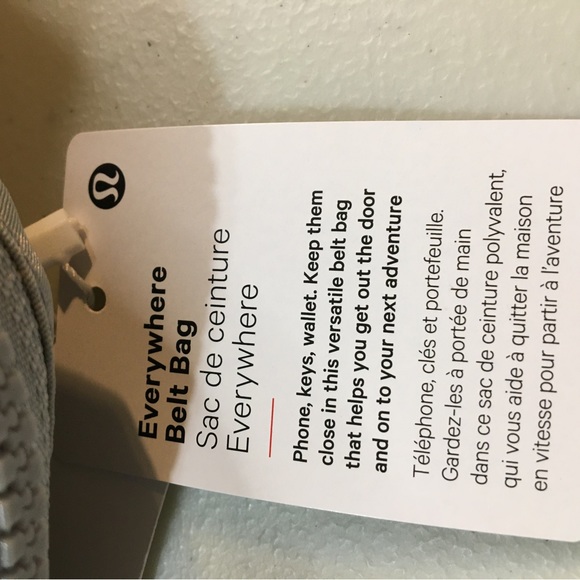 Everywhere
Belt Bag
Sac de ceinture
Everywhere
Phone, keys, wallet. Keep them
close in this versatile belt bag
that helps you get out the door
and on to your next adventure
Téléphone, clés et portefeuille.
Gardez-les à portée de main
dans ce sac de ceinture polyvalent,
qui vous aide à quitter la maison
en vitesse pour partir à l'aventure